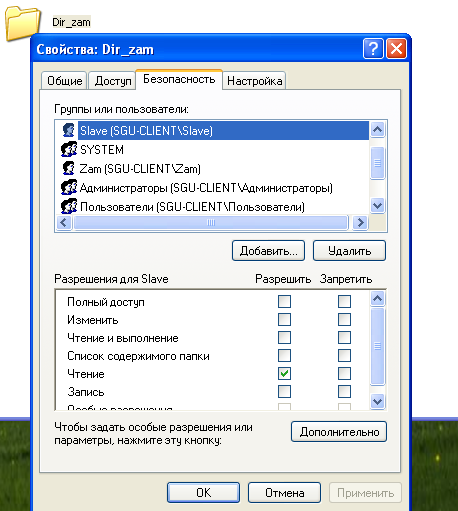 Dir_zam
Свойства: Dir_zam
Общие
Доступ
Безопасность
Настройка
Группы или пользователи:
Slave (SGU-CLIENT\Slave)
SYSTEM
Zam (SGU-CLIENT\Zam)
Администраторы (SGU-CLIENT\Администраторы)
Пользователи (SGU-CLIENT\Пользователи)
Добавить...
Удалить
Разрешения для Slave
Разрешить
Запретить
Полный доступ
Изменить
Чтение и выполнение
Список содержимого папки
Чтение
Запись
Особые разрешения
Чтобы задать особые разрешения или
параметры, нажмите эту кнопку:
Дополнительно
OK
Отмена
Применить